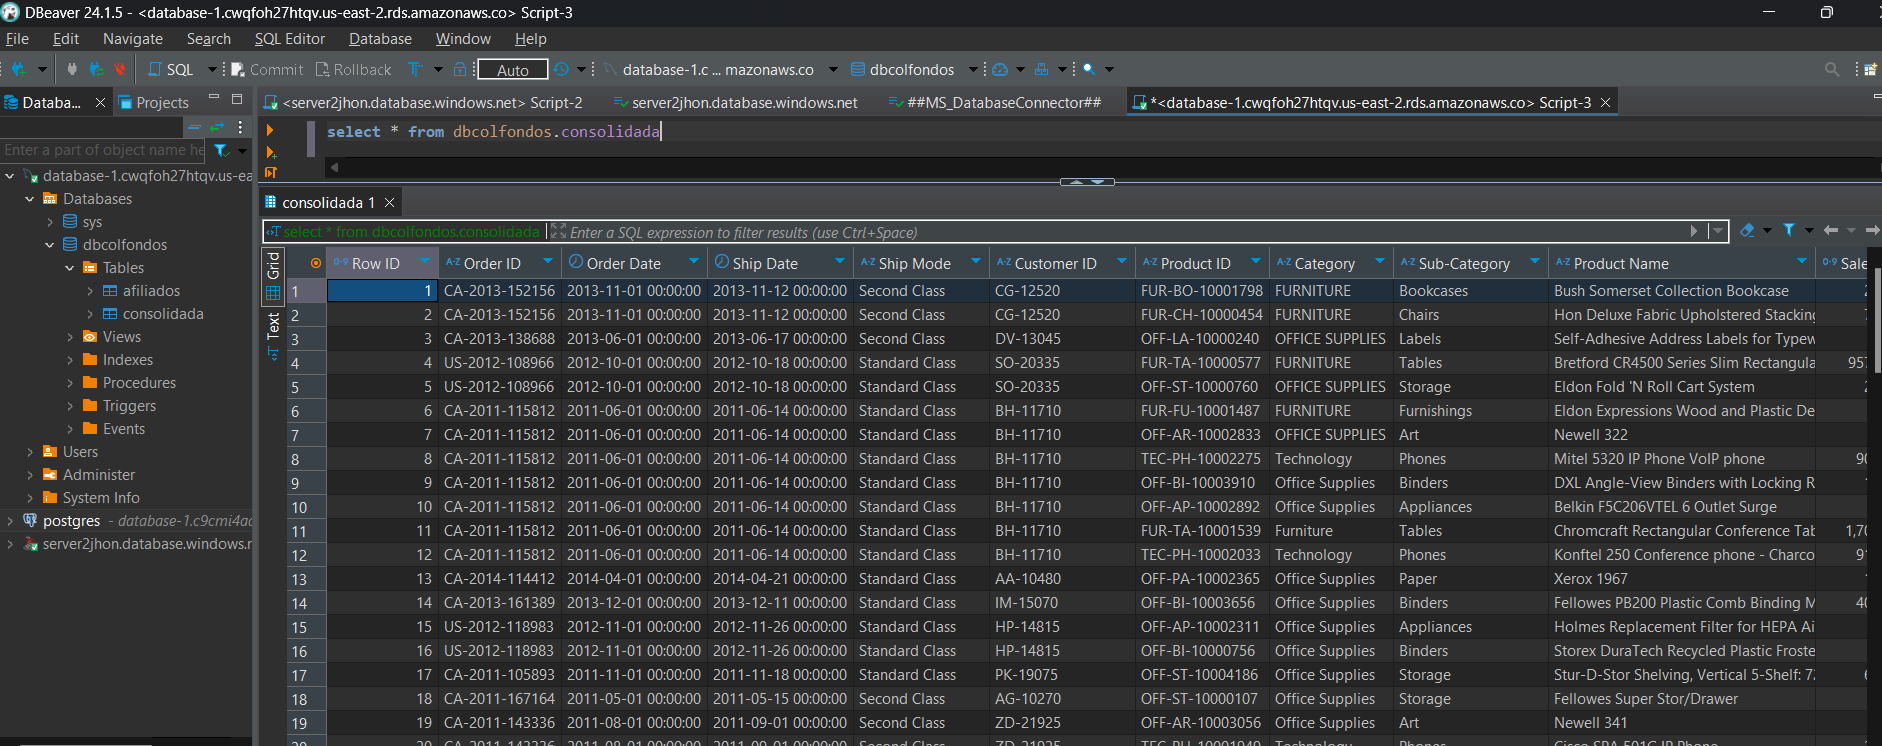 DBeaver 24.1.5 - <database-1.cwqfoh27htqv.us-east-2.rds.amazonaws.co> Script-3
File Edit Navigate Search SQL Editor Database Window Help
SQL Commit Rollback Auto database-1.c ... mazonaws.co dbcolfondos
Databa... Projects <server2jhon.database.windows.net> Script-2 server2jhon.database.windows.net ##MS_DatabaseConnector## *<database-1.cwqfoh27htqv.us-east-2.rds.amazonaws.co> Script-3
Enter a part of object name he
database-1.cwqfoh27htqv.us-ea
Databases
sys
dbcolfondos
Tables
afiliados
consolidada
Views
Indexes
Procedures
Triggers
Events
Users
Administer
System Info
postgres - database-1.c9cmi4a
server2jhon.database.windows.r
select * from dbcolfondos.consolidada
consolidada 1
select * from dbcolfondos.consolidada Enter a SQL expression to filter results (use Ctrl+Space)
Grid
Text
Row ID Order ID Order Date Ship Date Ship Mode Customer ID Product ID Category Sub-Category Product Name Sale
1 1 CA-2013-152156 2013-11-01 00:00:00 2013-11-12 00:00:00 Second Class CG-12520 FUR-BO-10001798 FURNITURE Bookcases Bush Somerset Collection Bookcase
2 2 CA-2013-152156 2013-11-01 00:00:00 2013-11-12 00:00:00 Second Class CG-12520 FUR-CH-10000454 FURNITURE Chairs Hon Deluxe Fabric Upholstered Stacking
3 3 CA-2013-138688 2013-06-01 00:00:00 2013-06-17 00:00:00 Second Class DV-13045 OFF-LA-10000240 OFFICE SUPPLIES Labels Self-Adhesive Address Labels for Typew
4 4 US-2012-108966 2012-10-01 00:00:00 2012-10-18 00:00:00 Standard Class SO-20335 FUR-TA-10000577 FURNITURE Tables Bretford CR4500 Series Slim Rectangula 957
5 5 US-2012-108966 2012-10-01 00:00:00 2012-10-18 00:00:00 Standard Class SO-20335 OFF-ST-10000760 OFFICE SUPPLIES Storage Eldon Fold 'N Roll Cart System
6 6 CA-2011-115812 2011-06-01 00:00:00 2011-06-14 00:00:00 Standard Class BH-11710 FUR-FU-10001487 FURNITURE Furnishings Eldon Expressions Wood and Plastic De
7 7 CA-2011-115812 2011-06-01 00:00:00 2011-06-14 00:00:00 Standard Class BH-11710 OFF-AR-10002833 OFFICE SUPPLIES Art Newell 322
8 8 CA-2011-115812 2011-06-01 00:00:00 2011-06-14 00:00:00 Standard Class BH-11710 TEC-PH-10002275 Technology Phones Mitel 5320 IP Phone VoIP phone 90
9 9 CA-2011-115812 2011-06-01 00:00:00 2011-06-14 00:00:00 Standard Class BH-11710 OFF-BI-10003910 Office Supplies Binders DXL Angle-View Binders with Locking R
10 10 CA-2011-115812 2011-06-01 00:00:00 2011-06-14 00:00:00 Standard Class BH-11710 OFF-AP-10002892 Office Supplies Appliances Belkin F5C206VTEL 6 Outlet Surge
11 11 CA-2011-115812 2011-06-01 00:00:00 2011-06-14 00:00:00 Standard Class BH-11710 FUR-TA-10001539 Furniture Tables Chromcraft Rectangular Conference Tab 1,70
12 12 CA-2011-115812 2011-06-01 00:00:00 2011-06-14 00:00:00 Standard Class BH-11710 TEC-PH-10002033 Technology Phones Konftel 250 Conference phone - Charco 91
13 13 CA-2014-114412 2014-04-01 00:00:00 2014-04-21 00:00:00 Standard Class AA-10480 OFF-PA-10002365 Office Supplies Paper Xerox 1967
14 14 CA-2013-161389 2013-12-01 00:00:00 2013-12-11 00:00:00 Standard Class IM-15070 OFF-BI-10003656 Office Supplies Binders Fellowes PB200 Plastic Comb Binding M 40
15 15 US-2012-118983 2012-11-01 00:00:00 2012-11-26 00:00:00 Standard Class HP-14815 OFF-AP-10002311 Office Supplies Appliances Holmes Replacement Filter for HEPA Ai
16 16 US-2012-118983 2012-11-01 00:00:00 2012-11-26 00:00:00 Standard Class HP-14815 OFF-BI-10000756 Office Supplies Binders Storex DuraTech Recycled Plastic Froste
17 17 CA-2011-105893 2011-11-01 00:00:00 2011-11-18 00:00:00 Standard Class PK-19075 OFF-ST-10004186 Office Supplies Storage Stur-D-Stor Shelving, Vertical 5-Shelf: 72
18 18 CA-2011-167164 2011-05-01 00:00:00 2011-05-15 00:00:00 Second Class AG-10270 OFF-ST-10000107 Office Supplies Storage Fellowes Super Stor/Drawer
19 19 CA-2011-143336 2011-08-01 00:00:00 2011-09-01 00:00:00 Second Class ZD-21925 OFF-AR-10003056 Office Supplies Art Newell 341